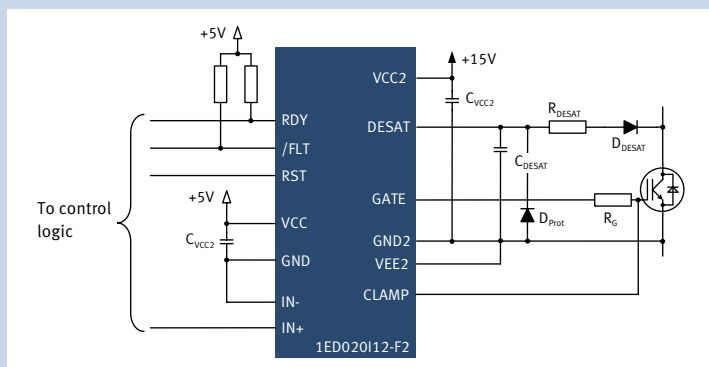 +5V
+15V
VCC2
C_VCC2
R_DESAT
RDY
DESAT
D_DESAT
/FLT
C_DESAT
RST
+5V
GATE
To control
logic
VCC
D_Prot
R_G
C_VCC2
GND2
GND
VEE2
CLAMP
IN-
IN+
1ED020I12-F2